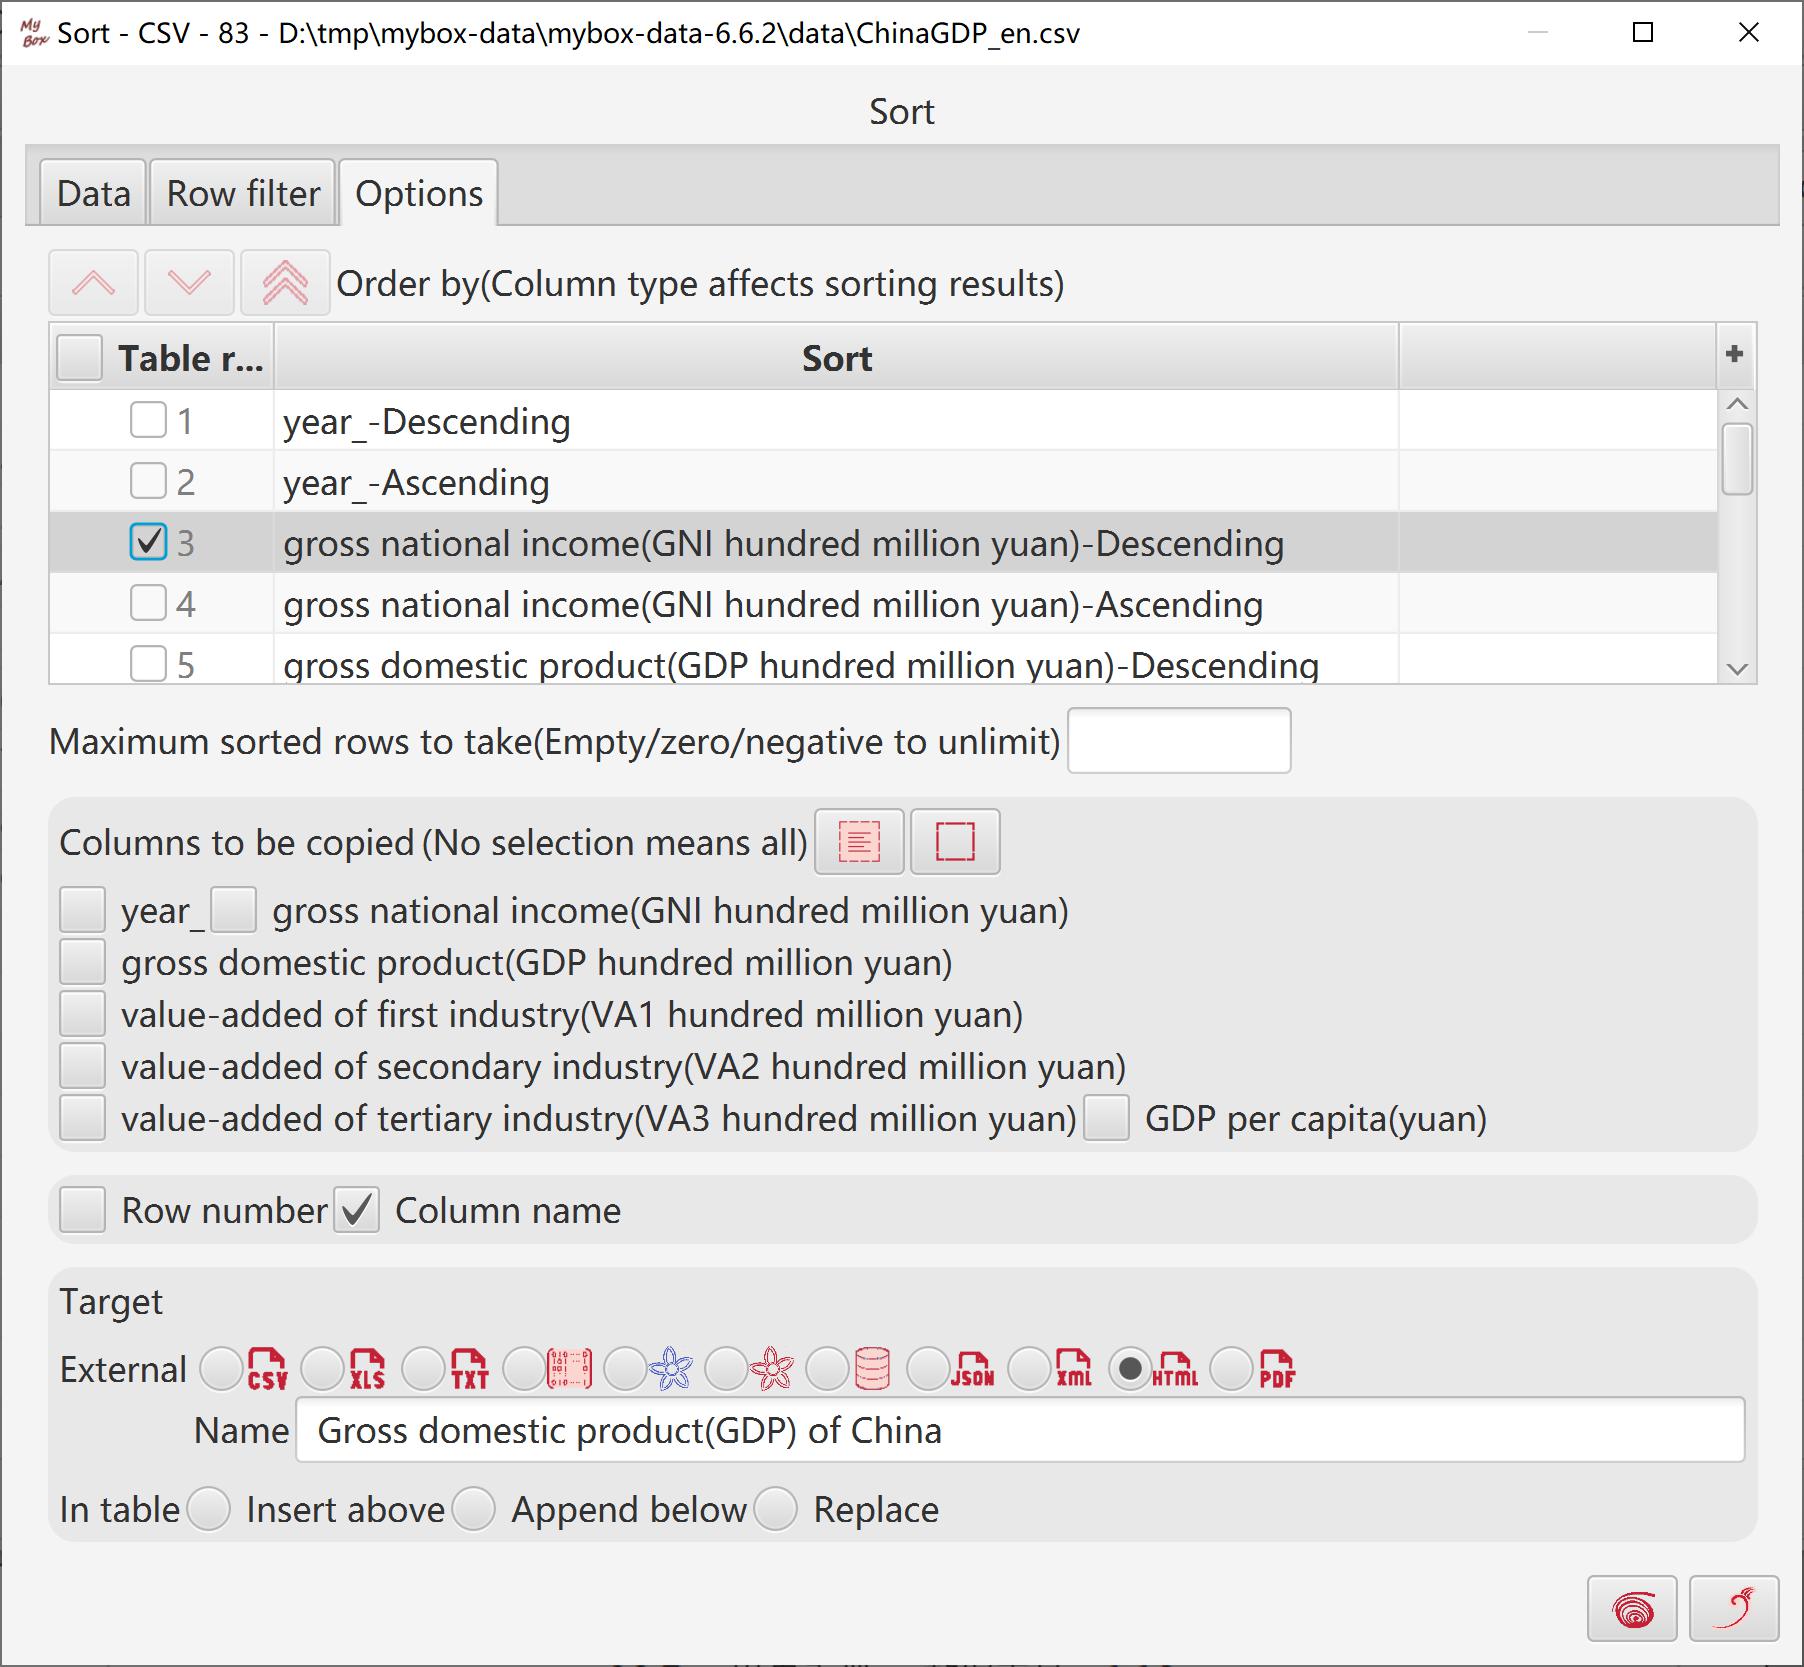 My Box Sort - CSV - 83 - D:\tmp\mybox-data\mybox-data-6.6.2\data\ChinaGDP_en.csv
Sort
Data Row filter Options
Order by(Column type affects sorting results)
Table r... Sort
1 year_-Descending
2 year_-Ascending
3 gross national income(GNI hundred million yuan)-Descending
4 gross national income(GNI hundred million yuan)-Ascending
5 gross domestic product(GDP hundred million yuan)-Descending
Maximum sorted rows to take(Empty/zero/negative to unlimit)
Columns to be copied (No selection means all)
year_ gross national income(GNI hundred million yuan)
gross domestic product(GDP hundred million yuan)
value-added of first industry(VA1 hundred million yuan)
value-added of secondary industry(VA2 hundred million yuan)
value-added of tertiary industry(VA3 hundred million yuan) GDP per capita(yuan)
Row number Column name
Target
External CSV XLS TXT JSON XML HTML PDF
Name Gross domestic product(GDP) of China
In table Insert above Append below Replace